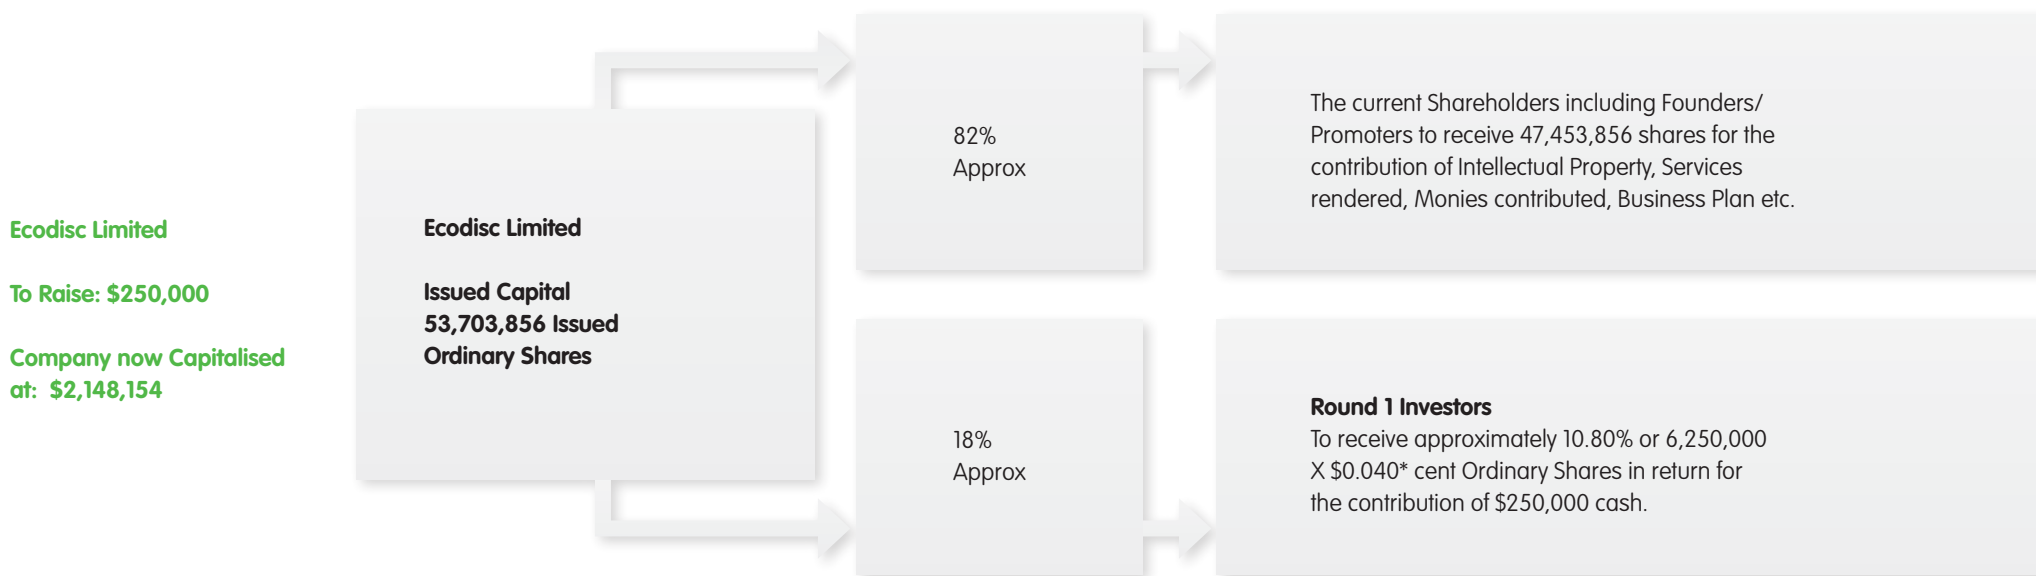 Ecodisc Limited
To Raise: $250,000
Company now Capitalised
at: $2,148,154
Ecodisc Limited
Issued Capital
53,703,856 Issued
Ordinary Shares
82%
Approx
The current Shareholders including Founders/
Promoters to receive 47,453,856 shares for the
contribution of Intellectual Property, Services
rendered, Monies contributed, Business Plan etc.
18%
Approx
Round 1 Investors
To receive approximately 10.80% or 6,250,000
X $0.040* cent Ordinary Shares in return for
the contribution of $250,000 cash.